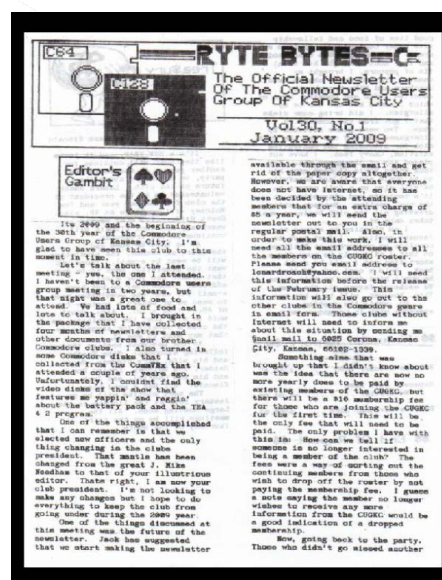 C64
C128
RYTE BYTES
The Official Newsletter
Of The Commodore Users
Group Of Kansas City
Vol30, No.1
January 2009
Editor's
Gambit
Its 2009 and the beginning of
the 30th year of the Commodore
Users Group of Kansas City. I'm
glad to have seen this club to this
moment in time.
Let's talk about the last
meeting - yes, the one I attended.
I haven't been to a Commodore users
group meeting in two years, but
that night was a great one to
attend. We had lots of food and
lots to talk about. I brought in
the package that I have collected
four months of newsletters and
other documents from our brother
Commodore clubs. I also turned in
some Commodore disks that I
collected from the CommVEx that I
attended a couple of years ago.
Unfortunately, I couldnt find the
video disks of the show that
features me yappin' and raggin'
about the battery pack and the
& 2 program.
One of the things accomplished
that I can remember is that we
elected new officers and the only
thing changing is the clubs
president. That mantle has been
changed from the great J. Mike
Needham to that of your illustrious
editor. Thats right, I am now your
club president. I'm not looking to
make any changes but I hope to do
everything to keep the club from
going under during the 2009 year.
One of the things discussed at
this meeting was the future of the
newsletter. Jack has suggested
that we start making the newsletter
available through the email and get
rid of the paper copy altogether.
However, we are aware that everyone
does not have Internet, so it has
been decided by the attending
members that for an extra charge of
$5 a year, we will send the
newsletter out to you in the
regular postal mail. Also, in
order to make this work, I will
need all the email addresses to all
the members on the CUGKC roster.
Please send you email address to
lenardroach@yahoo.com. I will need
this information before the release
of the February issue. This
information will also go out to the
other clubs in the Commodore genre
in email form. Those clubs without
Internet will need to inform me
about this situation by sending me
snail mail to 6025 Corona, Kansas
City, Kansas, 66102-1939.
Something else that was
brought up that I didn't know about
was the idea that there are now no
more yearly dues to be paid by
existing members of the CUGKC, but
there will be a $10 membership fee
for those who are joining the CUGKC
for the first time. This will be
the only fee that will need to be
paid. The only problem I have with
this is: How can we tell if
someone is no longer interested in
being a member of the club? The
fees were a way of sorting out the
continuing members from those who
wish to drop off the roster by not
paying the membership fee. I guess
a note saying the member no longer
wishes to receive any more
information from the CUGKC would be
a good indication of a dropped
membership.
Now, going back to the party.
Those who didn't go missed another